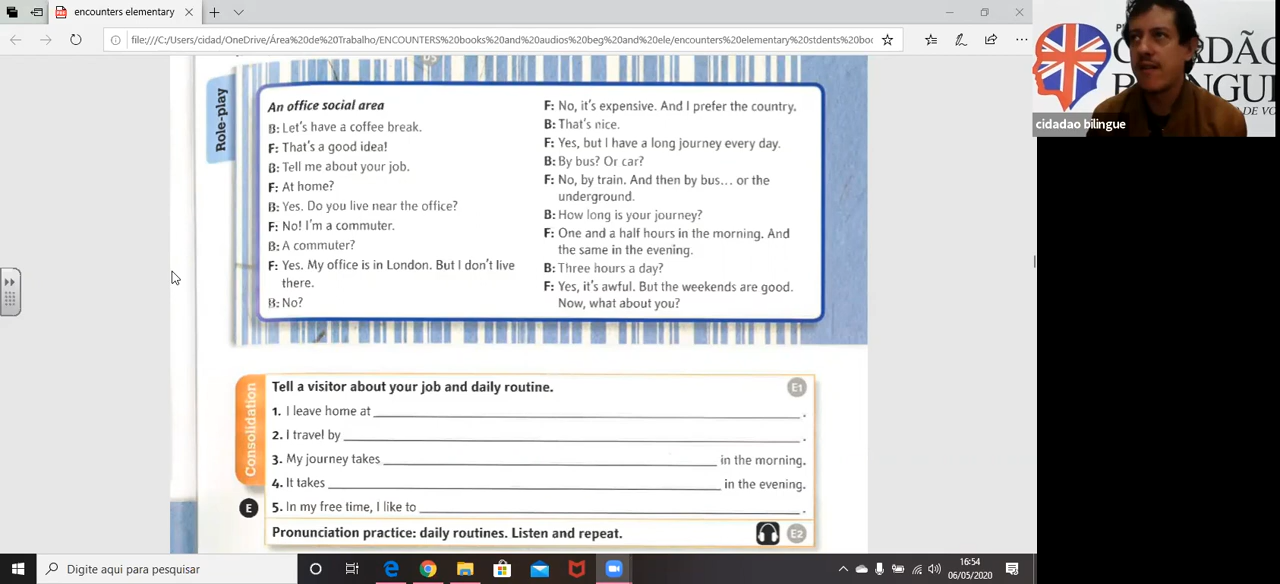 encounters elementary
file:///C:/Users/cidad/OneDrive/Área%20de%20Trabalho/ENCOUNTERS%20books%20and%20audios%20beg%20and%20ele/encounters%20elementary%20stdents%20boo
Role-play
An office social area
B: Let's have a coffee break.
F: That's a good idea!
B: Tell me about your job.
F: At home?
B: Yes. Do you live near the office?
F: No! I'm a commuter.
B: A commuter?
F: Yes. My office is in London. But I don't live
there.
B: No?
F: No, it's expensive. And I prefer the country.
B: That's nice.
F: Yes, but I have a long journey every day.
B: By bus? Or car?
F: No, by train. And then by bus... or the
underground.
B: How long is your journey?
F: One and a half hours in the morning. And
the same in the evening.
B: Three hours a day?
F: Yes, it's awful. But the weekends are good.
Now, what about you?
Consolidation
Tell a visitor about your job and daily routine. E1
1. I leave home at ______.
2. I travel by ______.
3. My journey takes ______ in the morning.
4. It takes ______ in the evening.
E 5. In my free time, I like to ______.
Pronunciation practice: daily routines. Listen and repeat. E2
cidadao bilingue
Digite aqui para pesquisar
16:54
06/05/2020